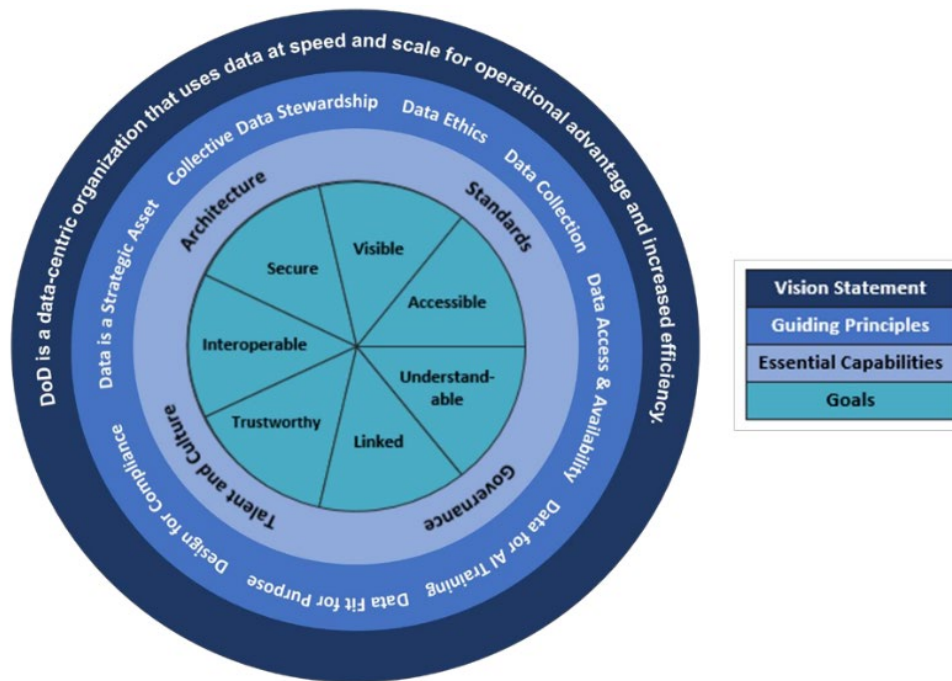 DoD is a data-centric organization that uses data at speed and scale for operational advantage and increased efficiency.
Data is a Strategic Asset
Collective Data Stewardship
Data Ethics
Data Collection
Data Access & Availability
Data for AI Training
Data Fit for Purpose
Design for Compliance
Architecture
Standards
Governance
Talent and Culture
Visible
Accessible
Understand-
able
Linked
Trustworthy
Interoperable
Secure
Vision Statement
Guiding Principles
Essential Capabilities
Goals